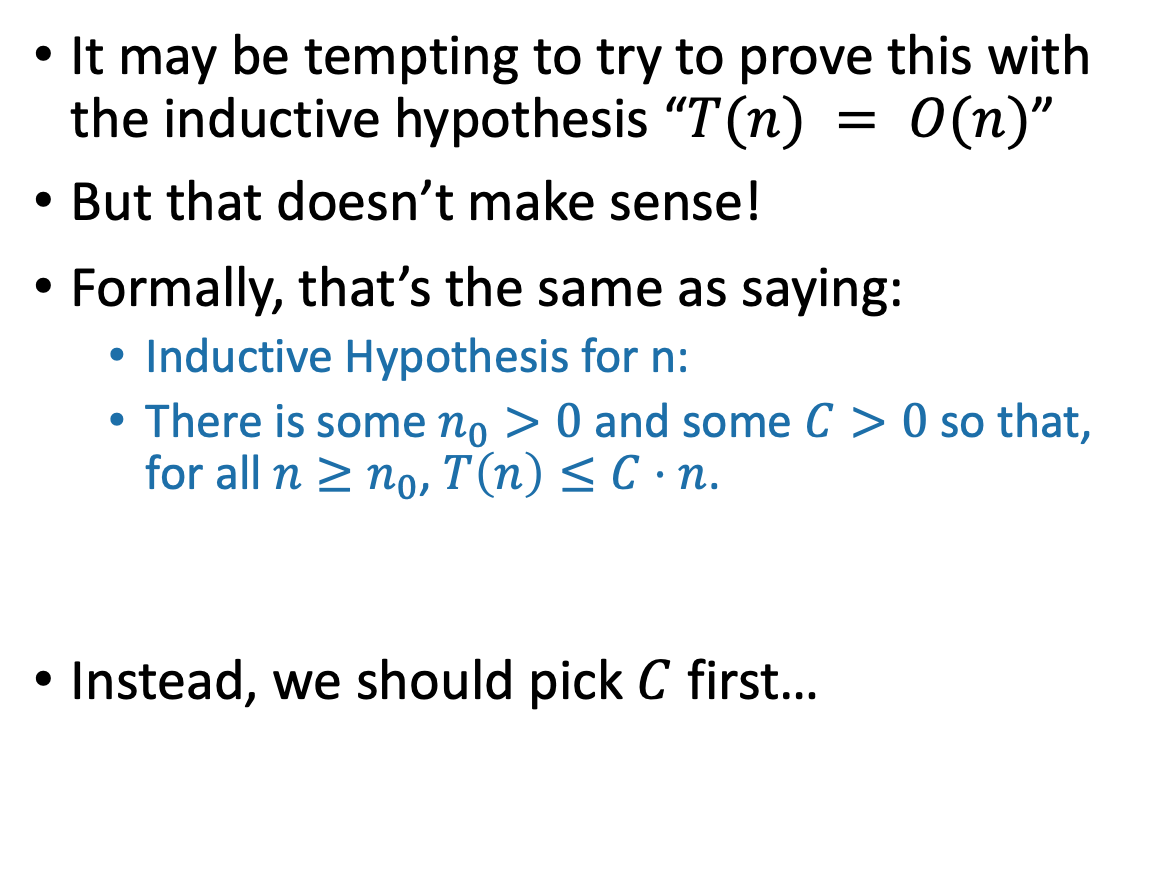 • It may be tempting to try to prove this with
the inductive hypothesis “T(n) = O(n)”
• But that doesn’t make sense!
• Formally, that’s the same as saying:
• Inductive Hypothesis for n:
• There is some n₀ > 0 and some C > 0 so that,
for all n ≥ n₀, T(n) ≤ C · n.
• Instead, we should pick C first…